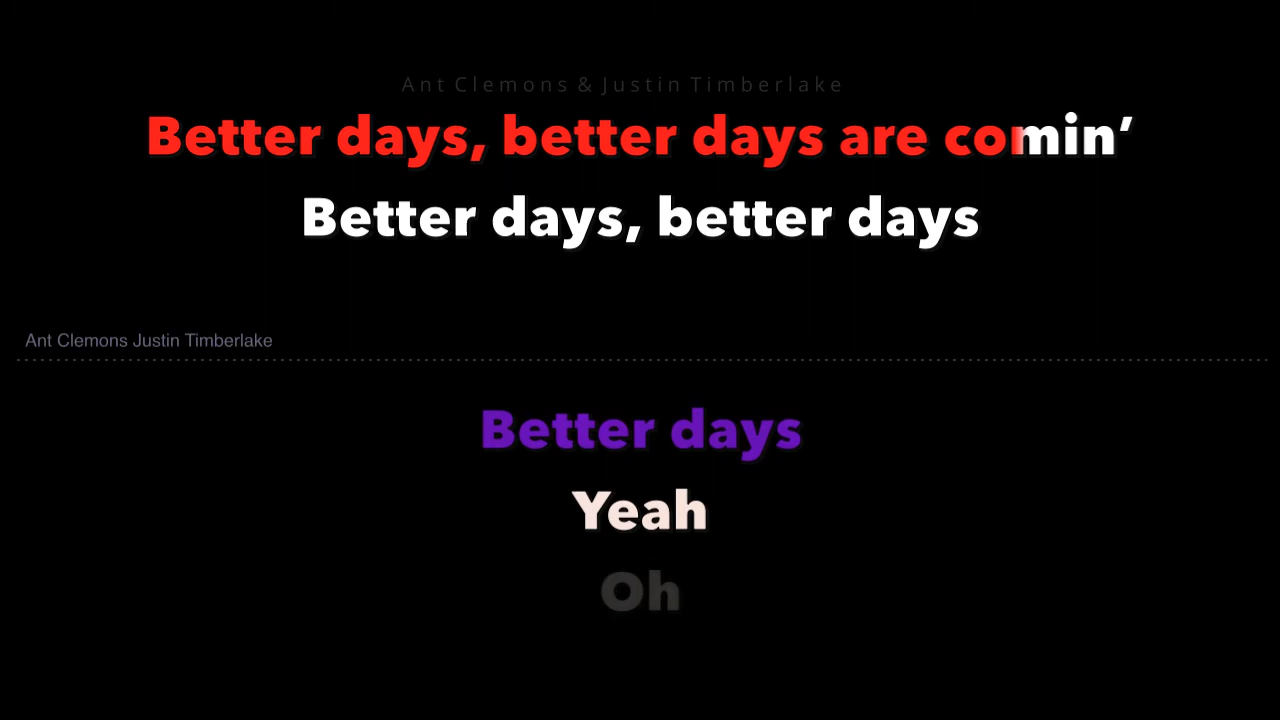 Ant Clemons & Justin Timberlake
Better days, better days are comin’
Better days, better days
Ant Clemons Justin Timberlake
Better days
Yeah
Oh